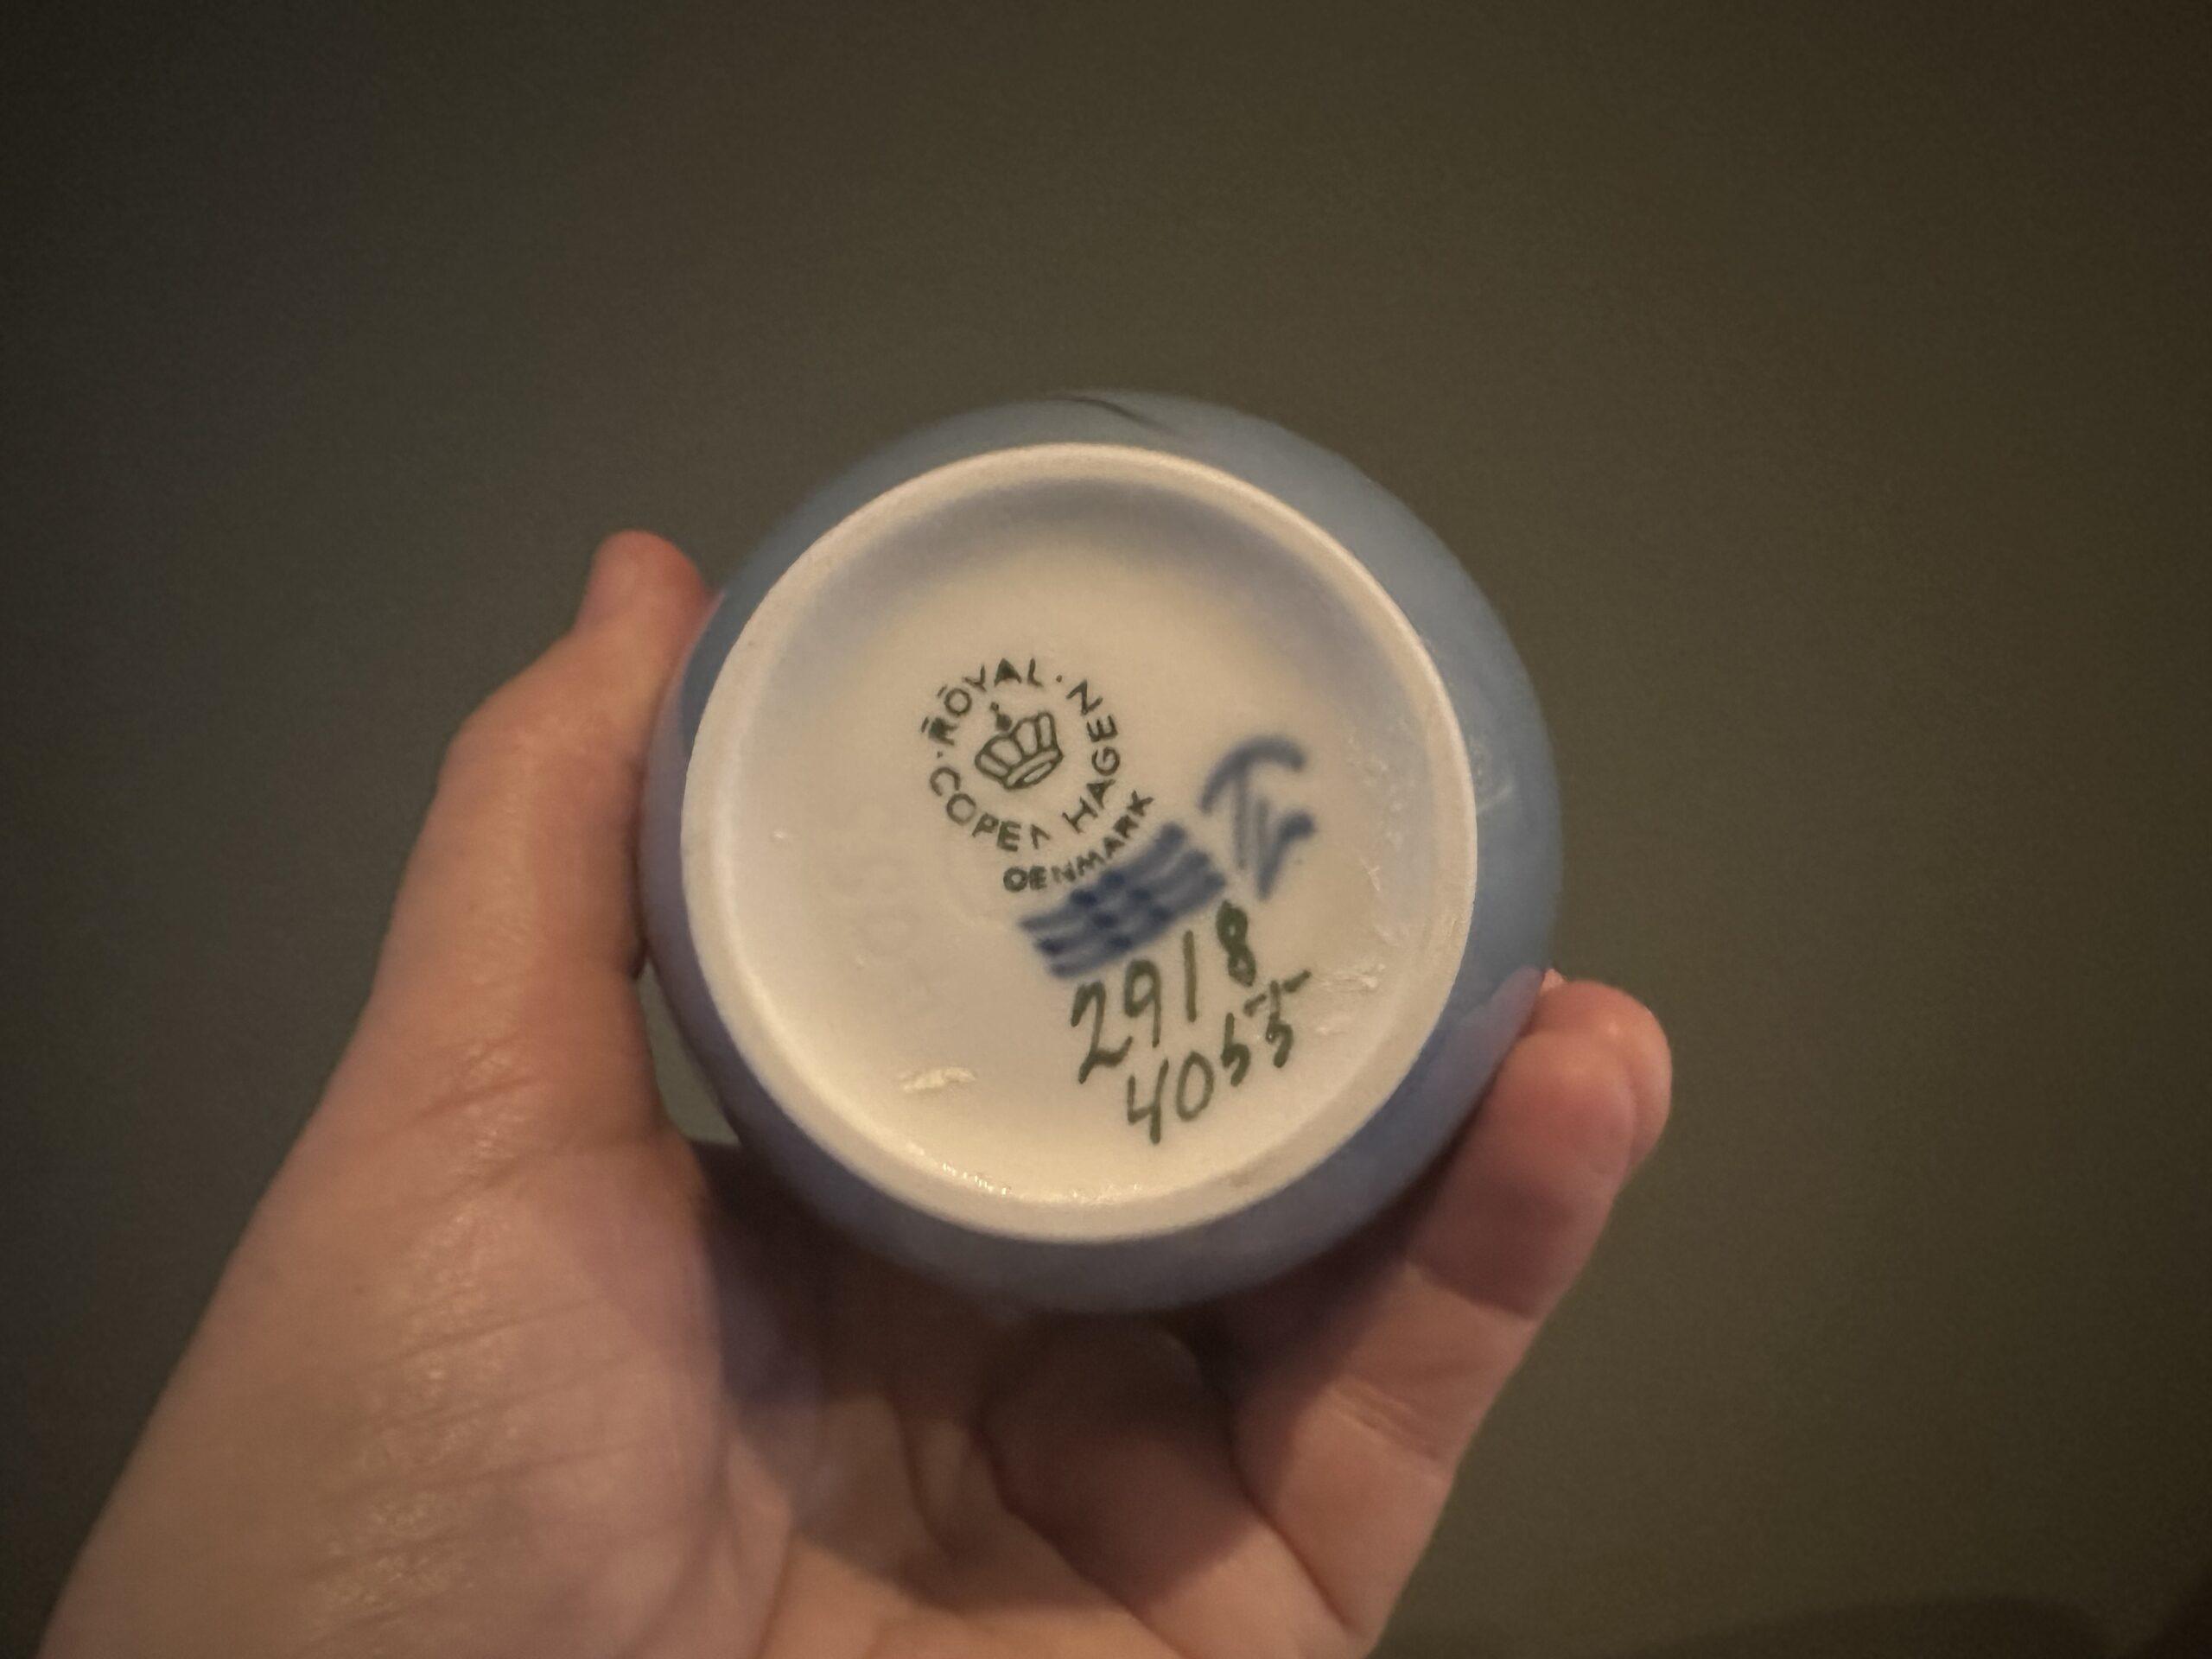 ROYAL
COPENHAGEN
DENMARK
2918
4055